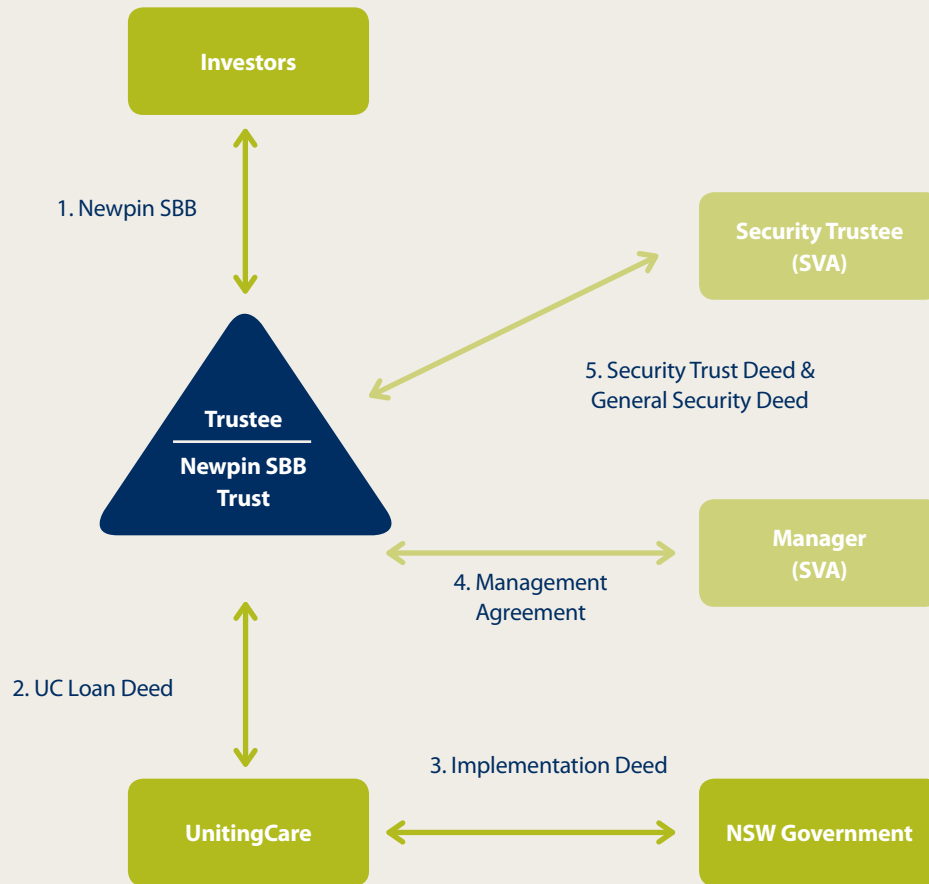 Investors
1. Newpin SBB
Security Trustee
(SVA)
5. Security Trust Deed &
General Security Deed
Trustee
Newpin SBB
Trust
Manager
(SVA)
4. Management
Agreement
2. UC Loan Deed
3. Implementation Deed
UnitingCare
NSW Government